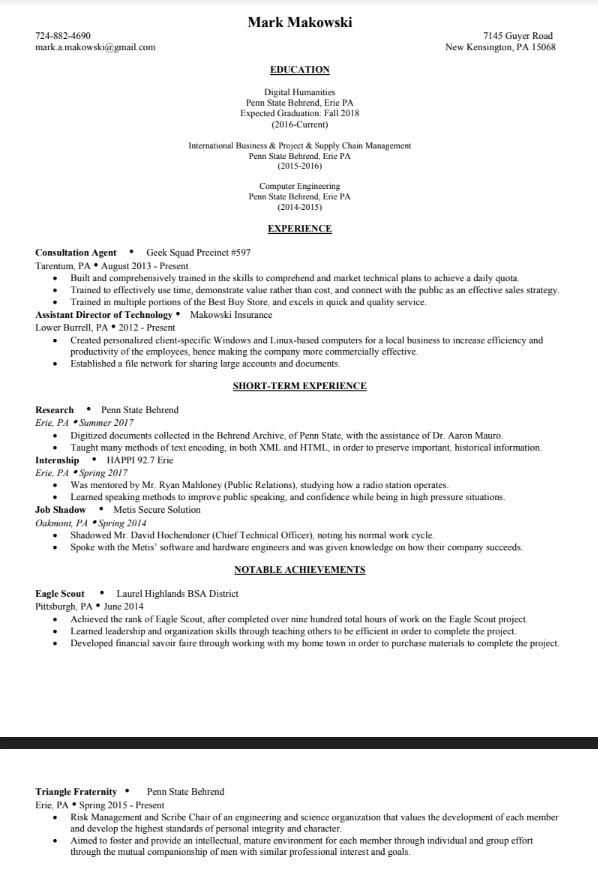 Mark Makowski
724-882-4690 7145 Guyer Road
mark.a.makowski@gmail.com New Kensington, PA 15068
EDUCATION
Digital Humanities
Penn State Behrend, Erie PA
Expected Graduation: Fall 2018
(2016-Current)
International Business & Project & Supply Chain Management
Penn State Behrend, Erie PA
(2015-2016)
Computer Engineering
Penn State Behrend, Erie PA
(2014-2015)
EXPERIENCE
Consultation Agent • Geek Squad Precinct #597
Tarentum, PA • August 2013 - Present
• Built and comprehensively trained in the skills to comprehend and market technical plans to achieve a daily quota.
• Trained to effectively use time, demonstrate value rather than cost, and connect with the public as an effective sales strategy.
• Trained in multiple portions of the Best Buy Store, and excels in quick and quality service.
Assistant Director of Technology • Makowski Insurance
Lower Burrell, PA • 2012 - Present
• Created personalized client-specific Windows and Linux-based computers for a local business to increase efficiency and
productivity of the employees, hence making the company more commercially effective.
• Established a file network for sharing large accounts and documents.
SHORT-TERM EXPERIENCE
Research • Penn State Behrend
Erie, PA • Summer 2017
• Digitized documents collected in the Behrend Archive, of Penn State, with the assistance of Dr. Aaron Mauro.
• Taught many methods of text encoding, in both XML and HTML, in order to preserve important, historical information.
Internship • HAPPI 92.7 Erie
Erie, PA • Spring 2017
• Was mentored by Mr. Ryan Mahloney (Public Relations), studying how a radio station operates.
• Learned speaking methods to improve public speaking, and confidence while being in high pressure situations.
Job Shadow • Metis Secure Solution
Oakmont, PA • Spring 2014
• Shadowed Mr. David Hochendoner (Chief Technical Officer), noting his normal work cycle.
• Spoke with the Metis' software and hardware engineers and was given knowledge on how their company succeeds.
NOTABLE ACHIEVEMENTS
Eagle Scout • Laurel Highlands BSA District
Pittsburgh, PA • June 2014
• Achieved the rank of Eagle Scout, after completed over nine hundred total hours of work on the Eagle Scout project.
• Learned leadership and organization skills through teaching others to be efficient in order to complete the project.
• Developed financial savoir faire through working with my home town in order to purchase materials to complete the project.
Triangle Fraternity • Penn State Behrend
Erie, PA • Spring 2015 - Present
• Risk Management and Scribe Chair of an engineering and science organization that values the development of each member
and develop the highest standards of personal integrity and character.
• Aimed to foster and provide an intellectual, mature environment for each member through individual and group effort
through the mutual companionship of men with similar professional interest and goals.